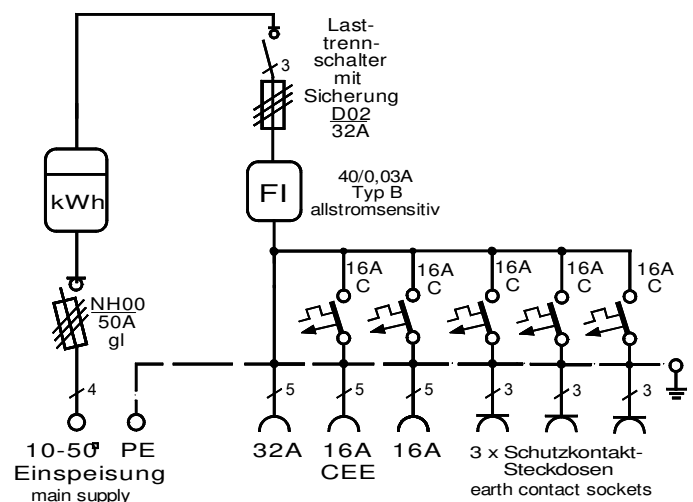 Last-
trenn-
schalter
mit
Sicherung
D02
32A
3
kWh
FI
40/0,03A
Typ B
allstromsensitiv
NH00
50A
gl
16A
C
16A
C
16A
C
16A
C
16A
C
4
5
5
5
3
3
3
10-50² PE
Einspeisung
main supply
32A
16A
CEE
16A
3 x Schutzkontakt-
Steckdosen
earth contact sockets